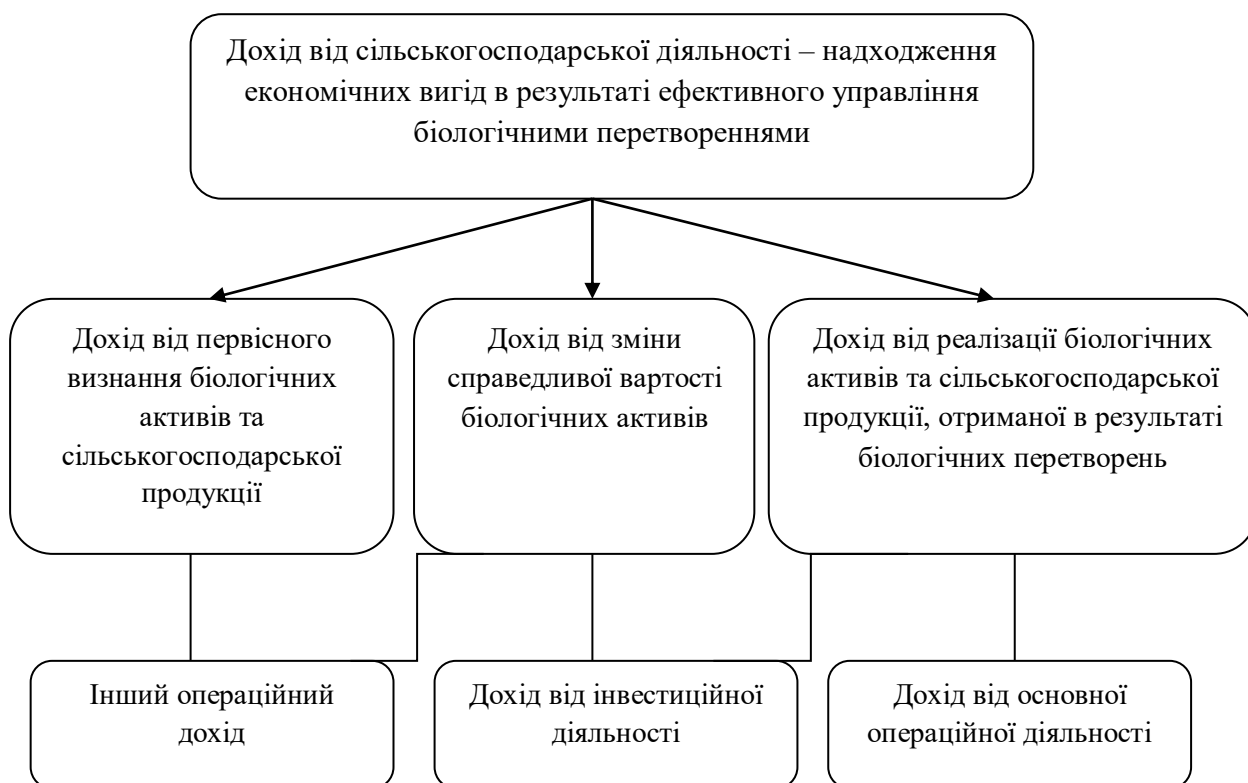 Дохід від сільськогосподарської діяльності – надходження
економічних вигід в результаті ефективного управління
біологічними перетвореннями
Дохід від первісного
визнання біологічних
активів та
сільськогосподарської
продукції
Дохід від зміни
справедливої вартості
біологічних активів
Дохід від реалізації біологічних
активів та сільськогосподарської
продукції, отриманої в результаті
біологічних перетворень
Інший операційний
дохід
Дохід від інвестиційної
діяльності
Дохід від основної
операційної діяльності